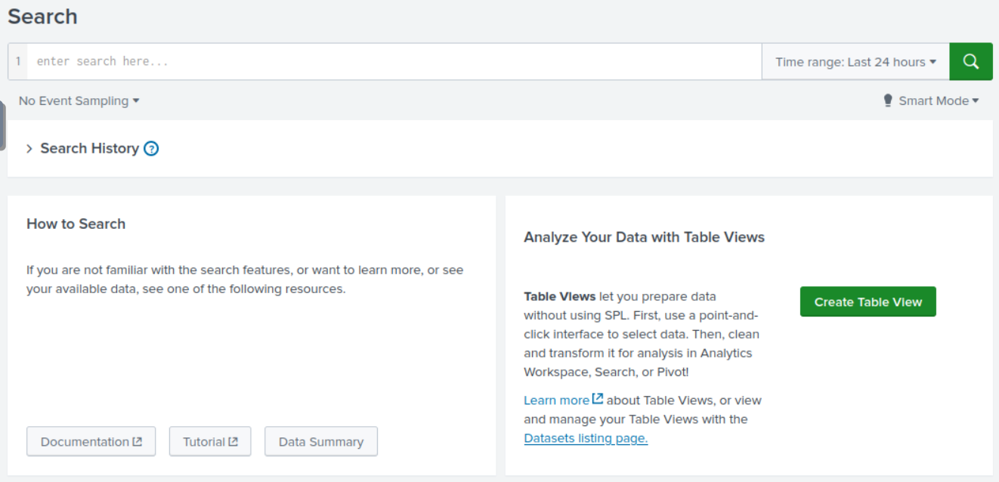 Search
1 enter search here...
Time range: Last 24 hours
No Event Sampling
Smart Mode
Search History ?
How to Search
If you are not familiar with the search features, or want to learn more, or see
your available data, see one of the following resources.
Documentation
Tutorial
Data Summary
Analyze Your Data with Table Views
Table Views let you prepare data
without using SPL. First, use a point-and-
click interface to select data. Then, clean
and transform it for analysis in Analytics
Workspace, Search, or Pivot!
Learn more about Table Views, or view
and manage your Table Views with the
Datasets listing page.
Create Table View